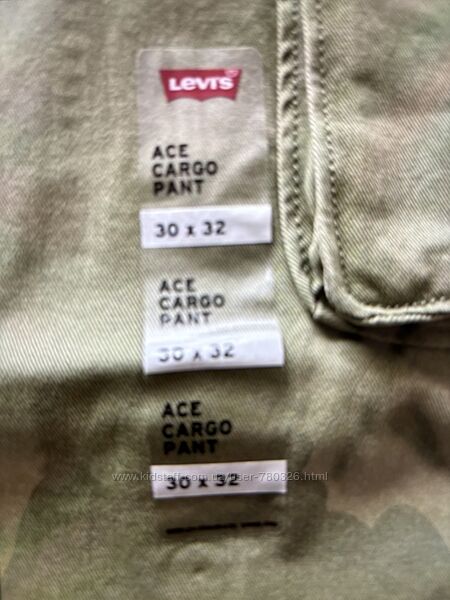 LEVI'S
ACE
CARGO
PANT
30 x 32
ACE
CARGO
PANT
30 x 32
ACE
CARGO
PANT
www.kidstaff.com.ua/user-780326.html
30 x 32